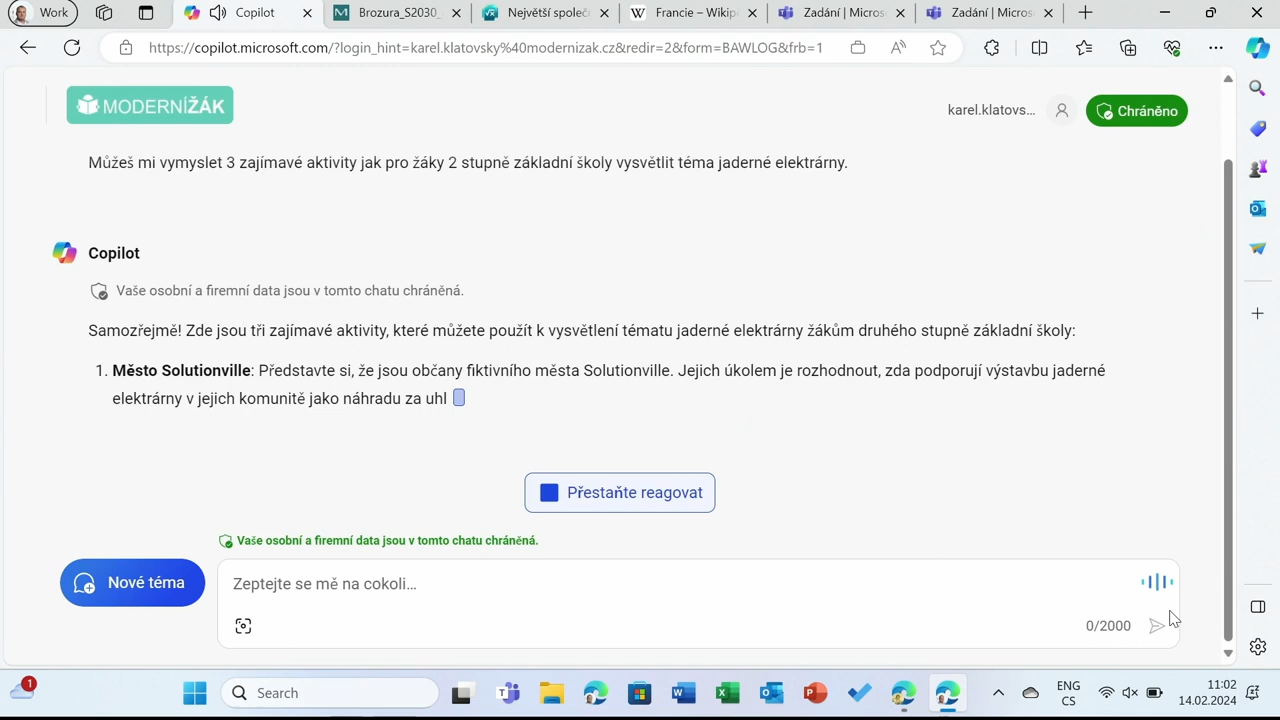 Work
Copilot
Brozura_S2030_
Největší společ
Francie – Wikip
Zadání | Micros
Zadání | Micros
https://copilot.microsoft.com/?login_hint=karel.klatovsky%40modernizak.cz&redir=2&form=BAWLOG&frb=1
MODERNÍŽÁK
karel.klatovs...
Chráněno
Můžeš mi vymyslet 3 zajímavé aktivity jak pro žáky 2 stupně základní školy vysvětlit téma jaderné elektrárny.
Copilot
Vaše osobní a firemní data jsou v tomto chatu chráněná.
Samozřejmě! Zde jsou tři zajímavé aktivity, které můžete použít k vysvětlení tématu jaderné elektrárny žákům druhého stupně základní školy:
1. Město Solutionville: Představte si, že jsou občany fiktivního města Solutionville. Jejich úkolem je rozhodnout, zda podporují výstavbu jaderné
elektrárny v jejich komunitě jako náhradu za uhl
Přestaňte reagovat
Vaše osobní a firemní data jsou v tomto chatu chráněná.
Nové téma
Zeptejte se mě na cokoli...
0/2000
1
Search
ENG
CS
11:02
14.02.2024